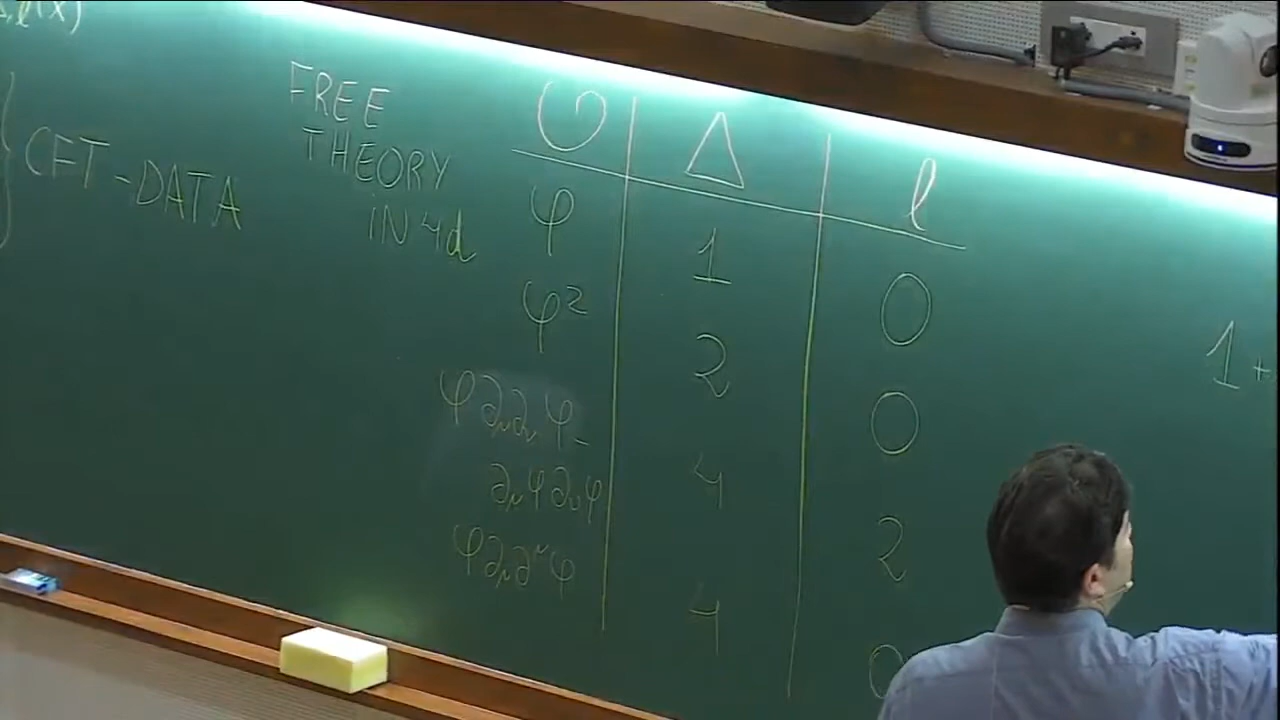 CFT-DATA
FREE
THEORY
IN 4d
O Δ ℓ
φ 1 0
φ² 2 0
φ∂μ∂νφ -
∂μφ∂νφ 4 2
φ∂μ∂^μφ 4 0
1 +